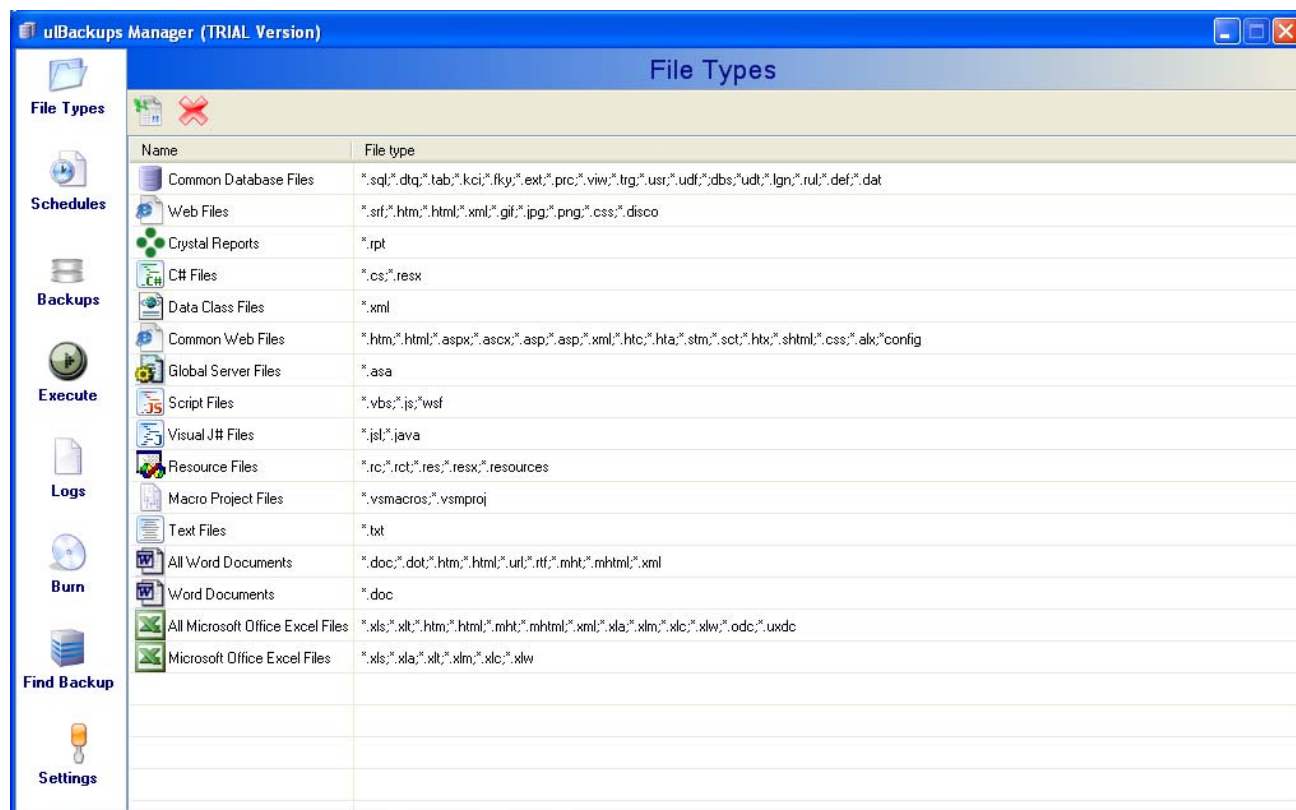 ulBackups Manager (TRIAL Version)
File Types
File Types
Schedules
Backups
Execute
Logs
Burn
Find Backup
Settings
Name File type
Common Database Files *.sql;*.dtq;*.tab;*.kci;*.fky;*.ext;*.prc;*.viw;*.trg;*.usr;*.udf;*;dbs;*udt;*.lgn;*.rul;*.def;*.dat
Web Files *.srf;*.htm;*.html;*.xml;*.gif;*.jpg;*.png;*.css;*.disco
Crystal Reports *.rpt
C# Files *.cs;*.resx
Data Class Files *.xml
Common Web Files *.htm;*.html;*.aspx;*.ascx;*.asp;*.asp;*.xml;*.htc;*.hta;*.stm;*.sct;*.htx;*.shtml;*.css;*.alx;*config
Global Server Files *.asa
Script Files *.vbs;*.js;*wsf
Visual J# Files *.jsl;*.java
Resource Files *.rc;*.rct;*.res;*.resx;*.resources
Macro Project Files *.vsmacros;*.vsmproj
Text Files *.txt
All Word Documents *.doc;*.dot;*.htm;*.html;*.url;*.rtf;*.mht;*.mhtml;*.xml
Word Documents *.doc
All Microsoft Office Excel Files *.xls;*.xlt;*.htm;*.html;*.mht;*.mhtml;*.xml;*.xla;*.xlm;*.xlc;*.xlw;*.odc;*.uxdc
Microsoft Office Excel Files *.xls;*.xla;*.xlt;*.xlm;*.xlc;*.xlw